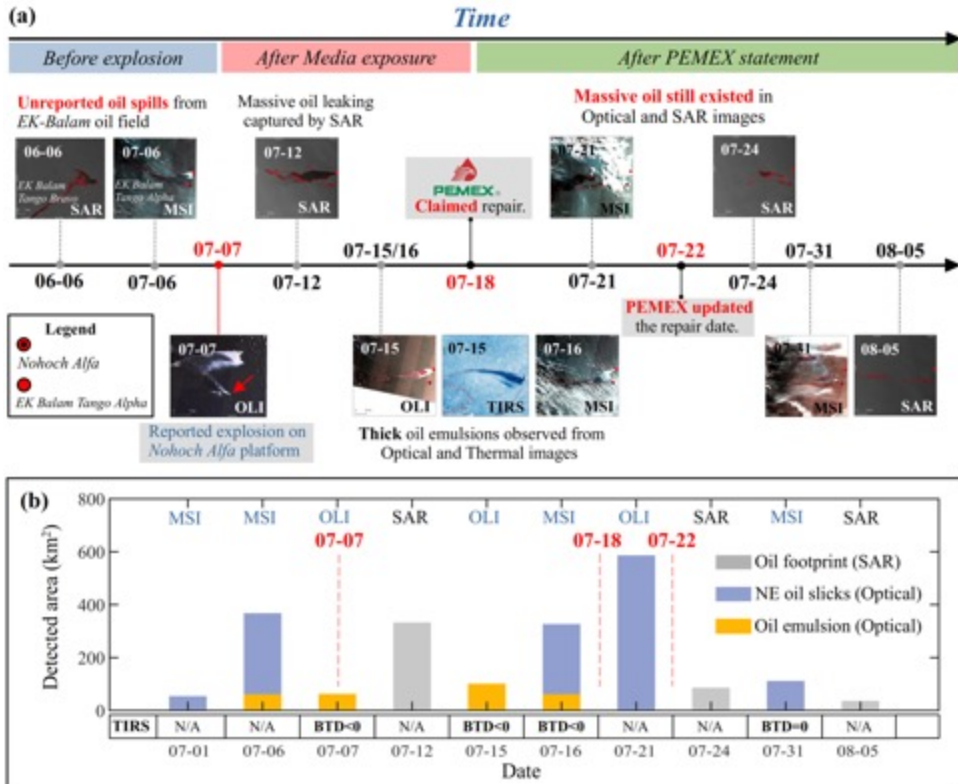 (a)
Time
Before explosion
After Media exposure
After PEMEX statement
Unreported oil spills from
EK-Balam oil field
Massive oil leaking
captured by SAR
Massive oil still existed in
Optical and SAR images
06-06
EK Balam
Tango Bravo
SAR
07-06
EK Balam
Tango Alpha
MSI
07-12
SAR
PEMEX®
Claimed repair.
07-21
MSI
07-24
SAR
07-07
07-15/16
07-22
07-31
08-05
06-06
07-06
07-12
07-18
07-21
07-24
PEMEX updated
the repair date.
Legend
Nohoch Alfa
EK Balam Tango Alpha
07-07
OLI
Reported explosion on
Nohoch Alfa platform
07-15
OLI
07-15
TIRS
07-16
MSI
Thick oil emulsions observed from
Optical and Thermal images
07-31
MSI
08-05
SAR
(b)
Detected area (km²)
800
600
400
200
0
MSI MSI OLI SAR OLI MSI OLI SAR MSI SAR
07-07 07-18 07-22
Oil footprint (SAR)
NE oil slicks (Optical)
Oil emulsion (Optical)
TIRS N/A N/A BTD<0 N/A BTD<0 BTD<0 N/A N/A BTD=0 N/A
07-01 07-06 07-07 07-12 07-15 07-16 07-21 07-24 07-31 08-05
Date